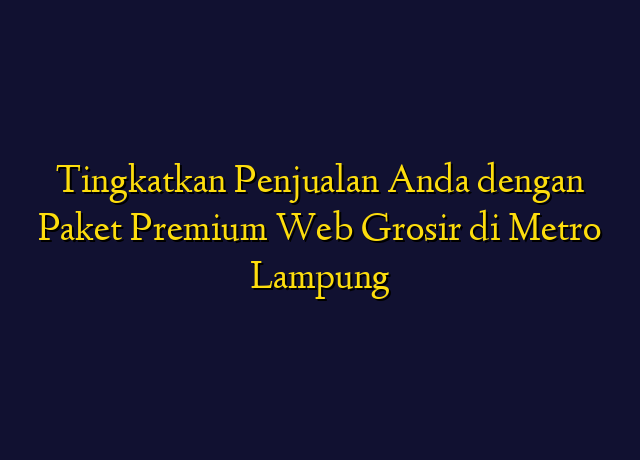 Tingkatkan Penjualan Anda dengan
Paket Premium Web Grosir di Metro
Lampung